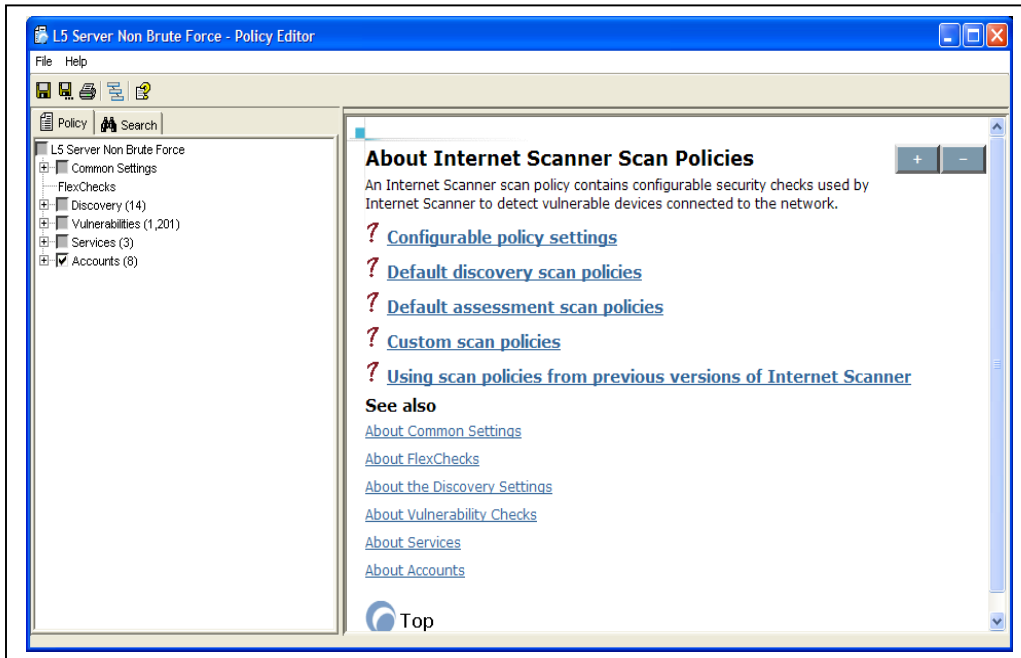 L5 Server Non Brute Force - Policy Editor
File Help
Policy Search
L5 Server Non Brute Force
Common Settings
FlexChecks
Discovery (14)
Vulnerabilities (1,201)
Services (3)
Accounts (8)
About Internet Scanner Scan Policies
+ -
An Internet Scanner scan policy contains configurable security checks used by
Internet Scanner to detect vulnerable devices connected to the network.
? Configurable policy settings
? Default discovery scan policies
? Default assessment scan policies
? Custom scan policies
? Using scan policies from previous versions of Internet Scanner
See also
About Common Settings
About FlexChecks
About the Discovery Settings
About Vulnerability Checks
About Services
About Accounts
Top